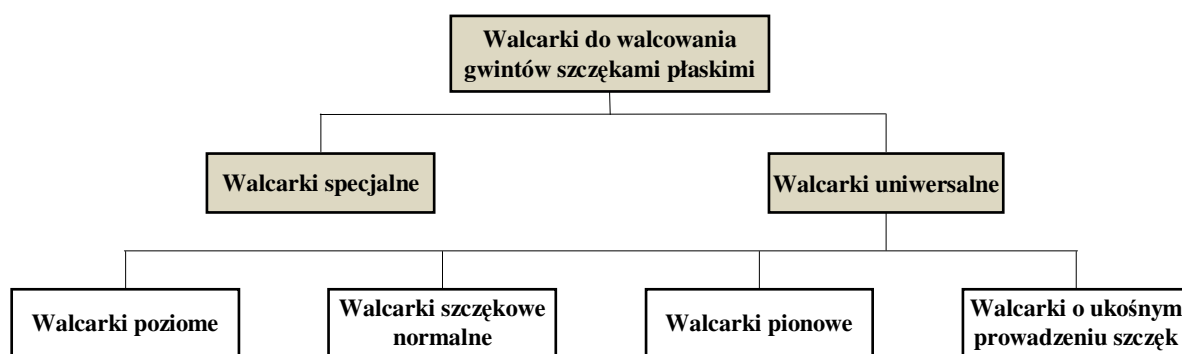 Walcarki do walcowania
gwintów szczękami płaskimi
Walcarki specjalne
Walcarki uniwersalne
Walcarki poziome
Walcarki szczękowe
normalne
Walcarki pionowe
Walcarki o ukośnym
prowadzeniu szczęk